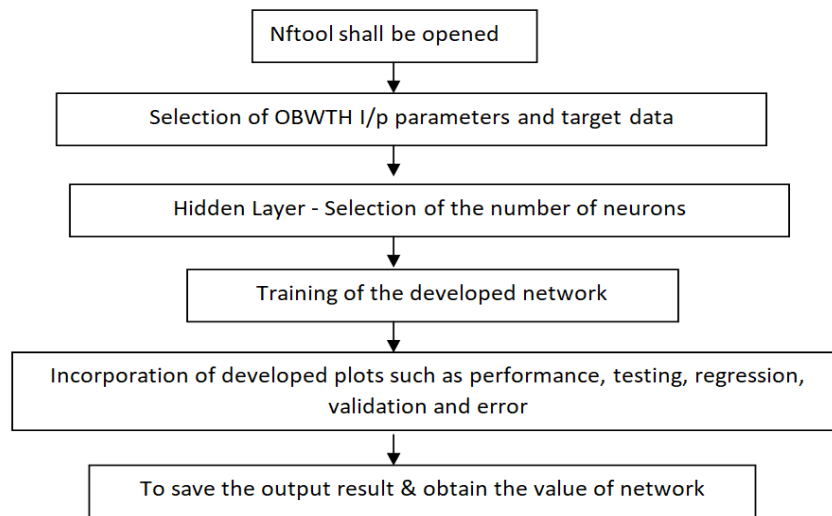 Nftool shall be opened
Selection of OBWTH I/p parameters and target data
Hidden Layer - Selection of the number of neurons
Training of the developed network
Incorporation of developed plots such as performance, testing, regression,
validation and error
To save the output result & obtain the value of network